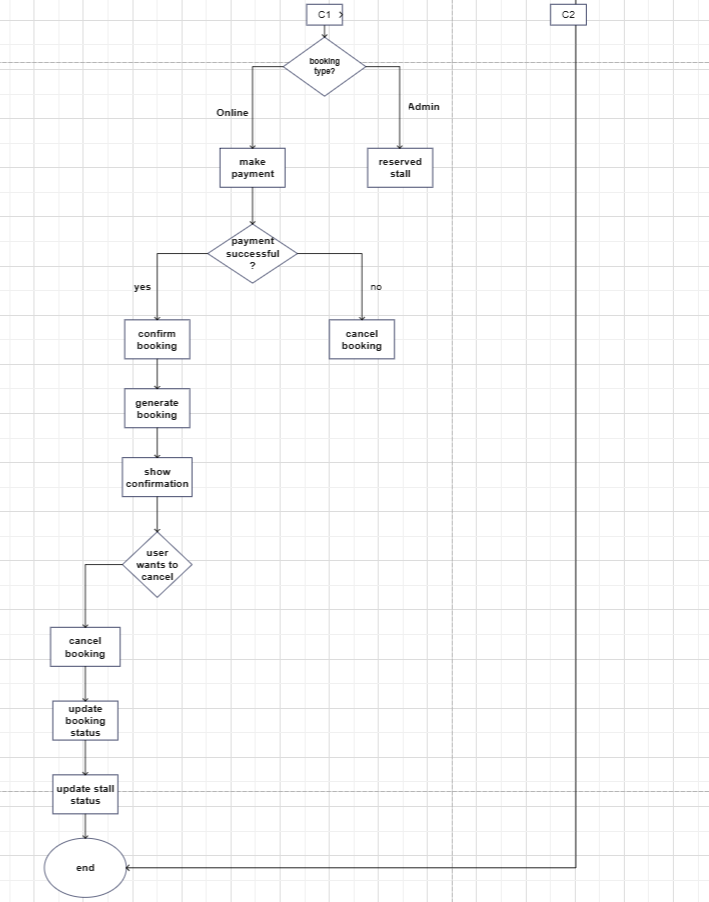 C1
C2
booking
type?
Online
Admin
make
payment
reserved
stall
payment
successful
?
yes
no
confirm
booking
cancel
booking
generate
booking
show
confirmation
user
wants to
cancel
cancel
booking
update
booking
status
update stall
status
end